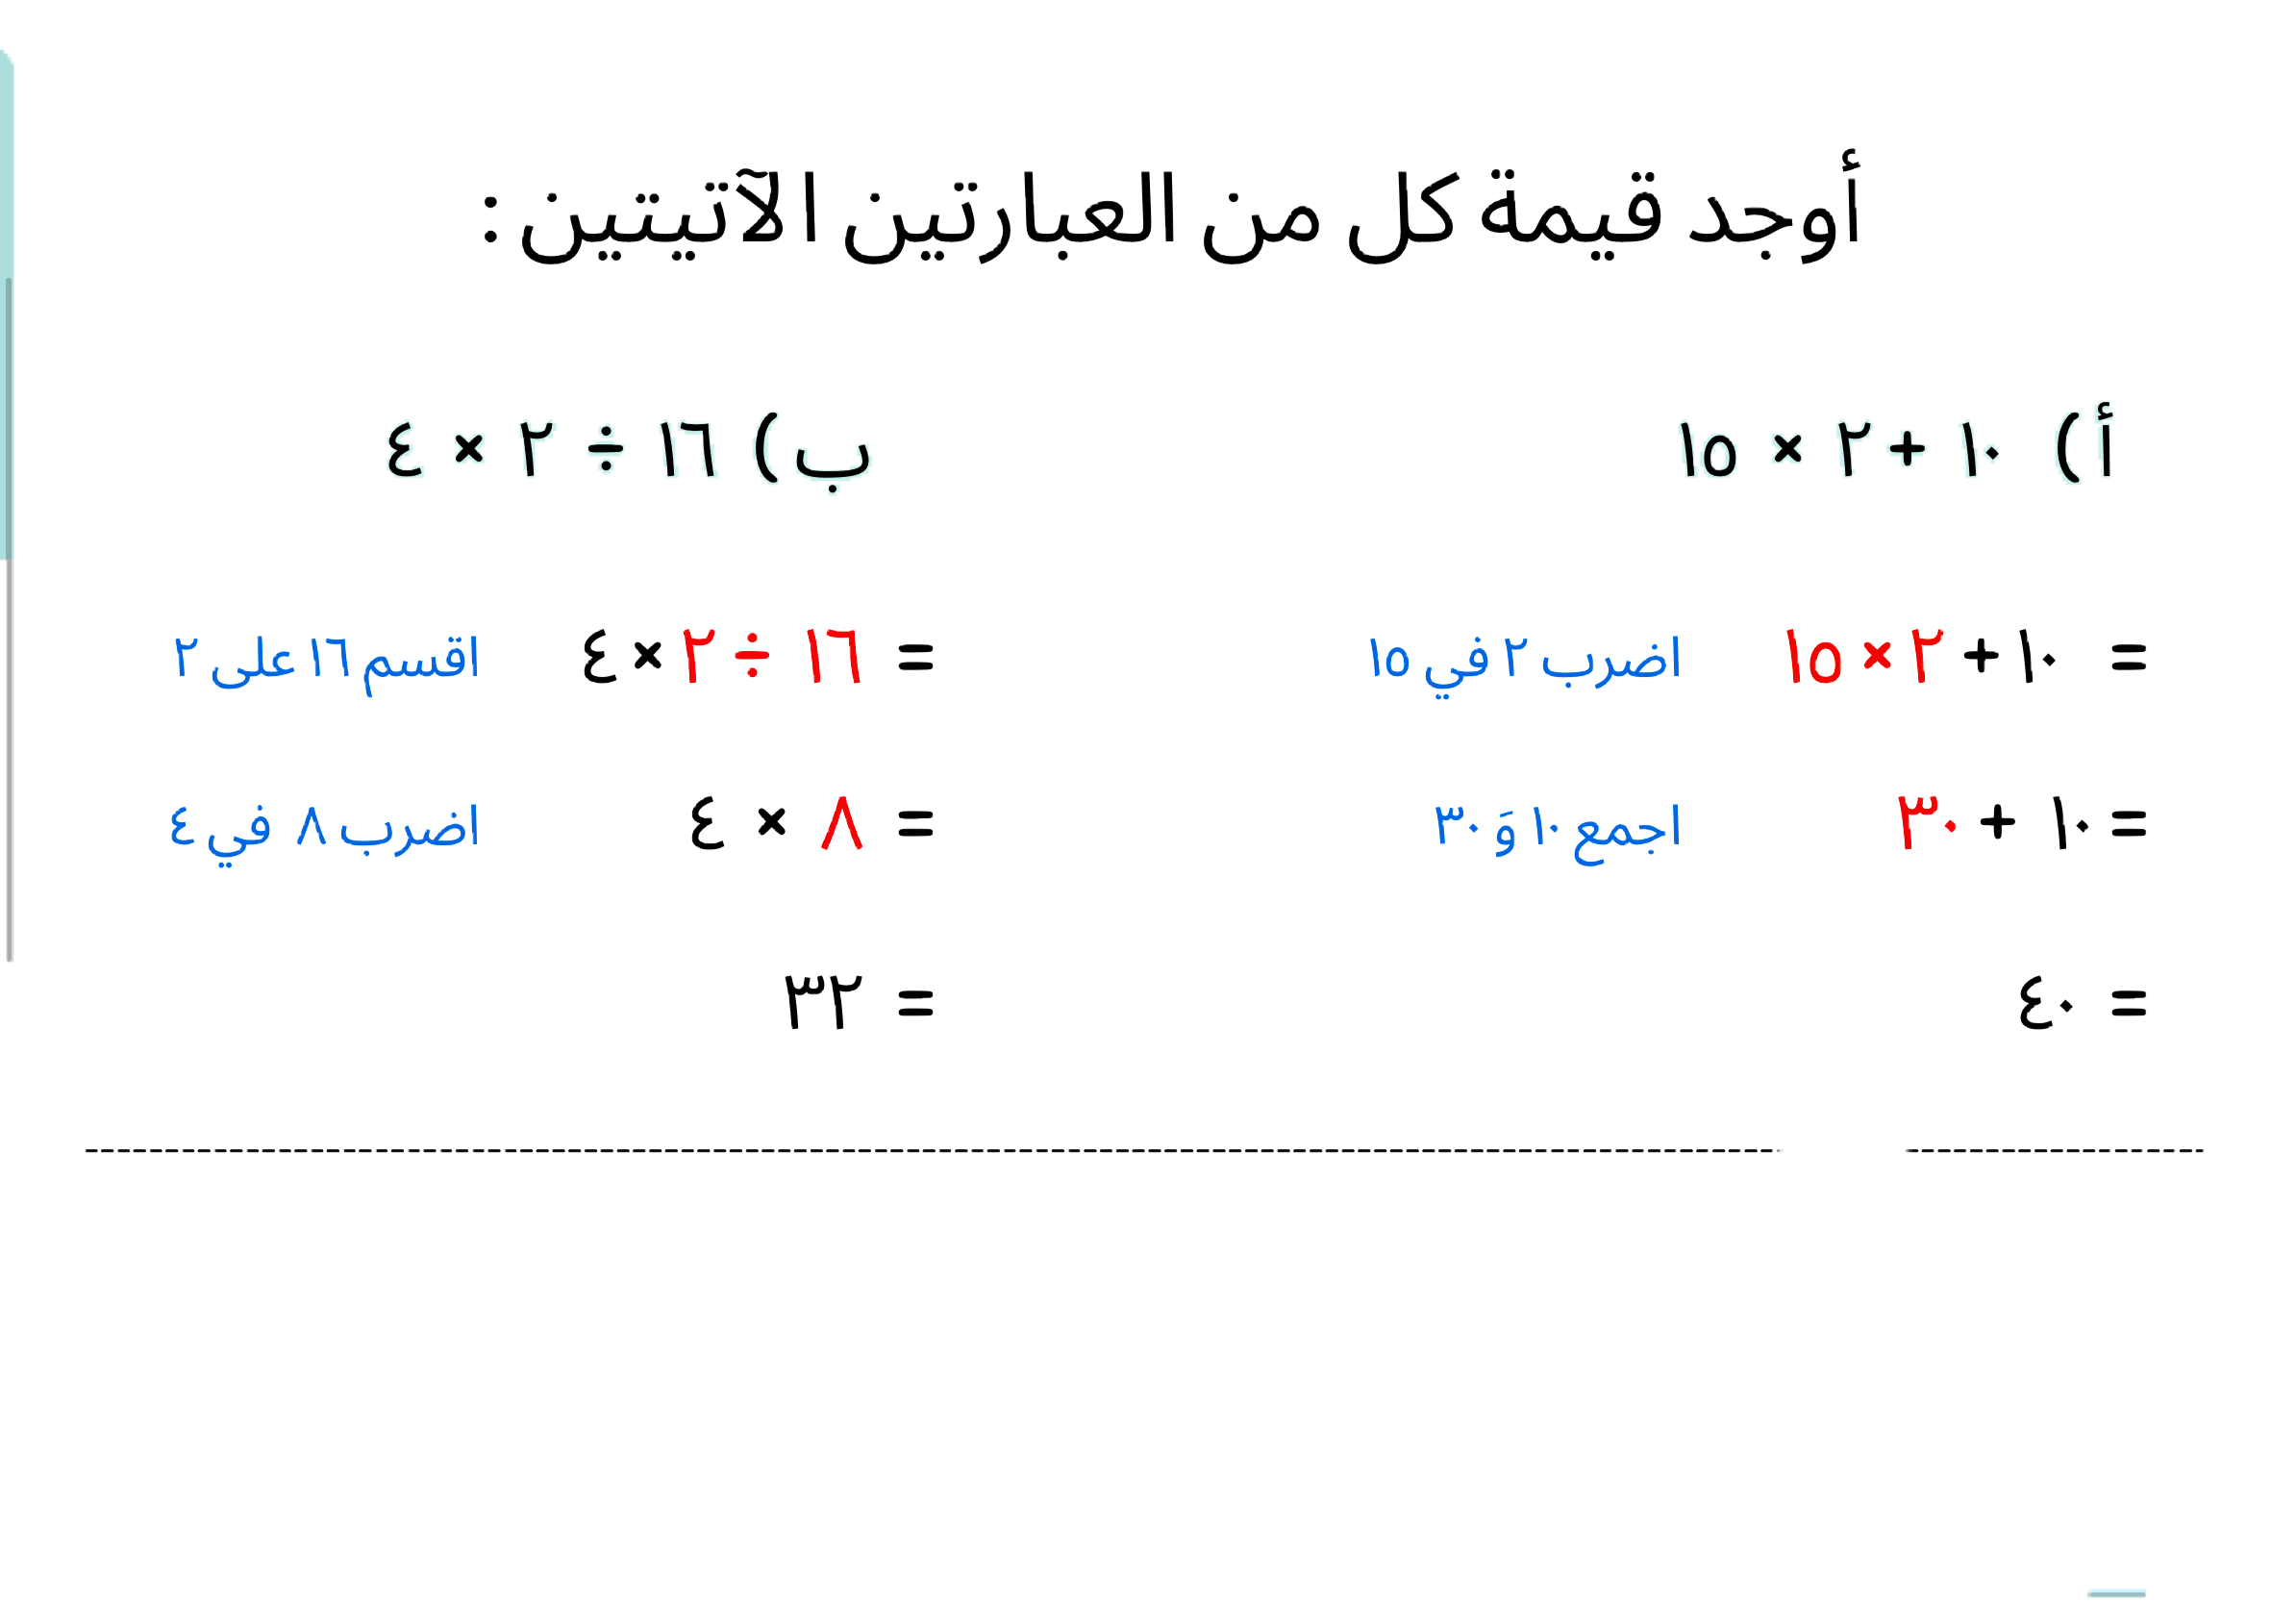 أوجد قيمة كل من العبارتين الآتيتين :
أ) ١٠ + ٢ × ١٥
= ١٠ + ٢ × ١٥ اضرب ٢ في ١٥
= ١٠ + ٣٠ اجمع ١٠ وَ ٣٠
= ٤٠
ب) ١٦ ÷ ٢ × ٤
= ١٦ ÷ ٢ × ٤ اقسم ١٦ على ٢
= ٨ × ٤ اضرب ٨ في ٤
= ٣٢